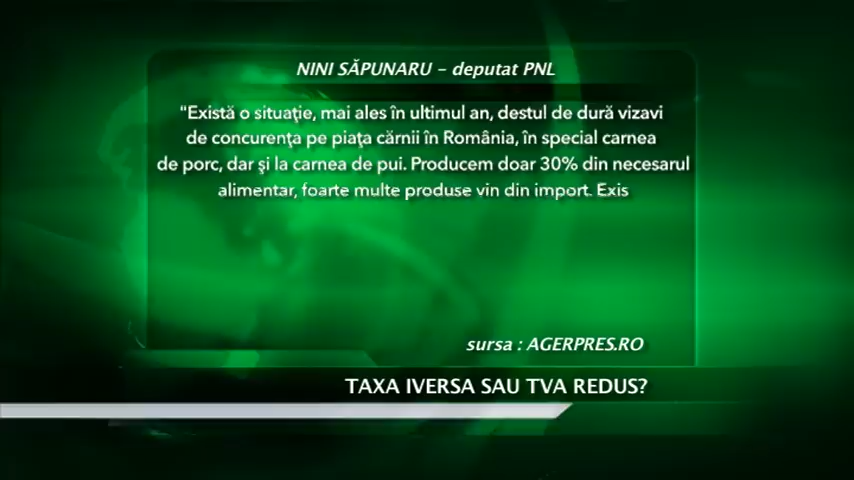 NINI SĂPUNARU – deputat PNL
"Există o situaţie, mai ales în ultimul an, destul de dură vizavi
de concurenţa pe piaţa cărnii în România, în special carnea
de porc, dar şi la carnea de pui. Producem doar 30% din necesarul
alimentar, foarte multe produse vin din import. Exis
sursa : AGERPRES.RO
TAXA IVERSA SAU TVA REDUS?